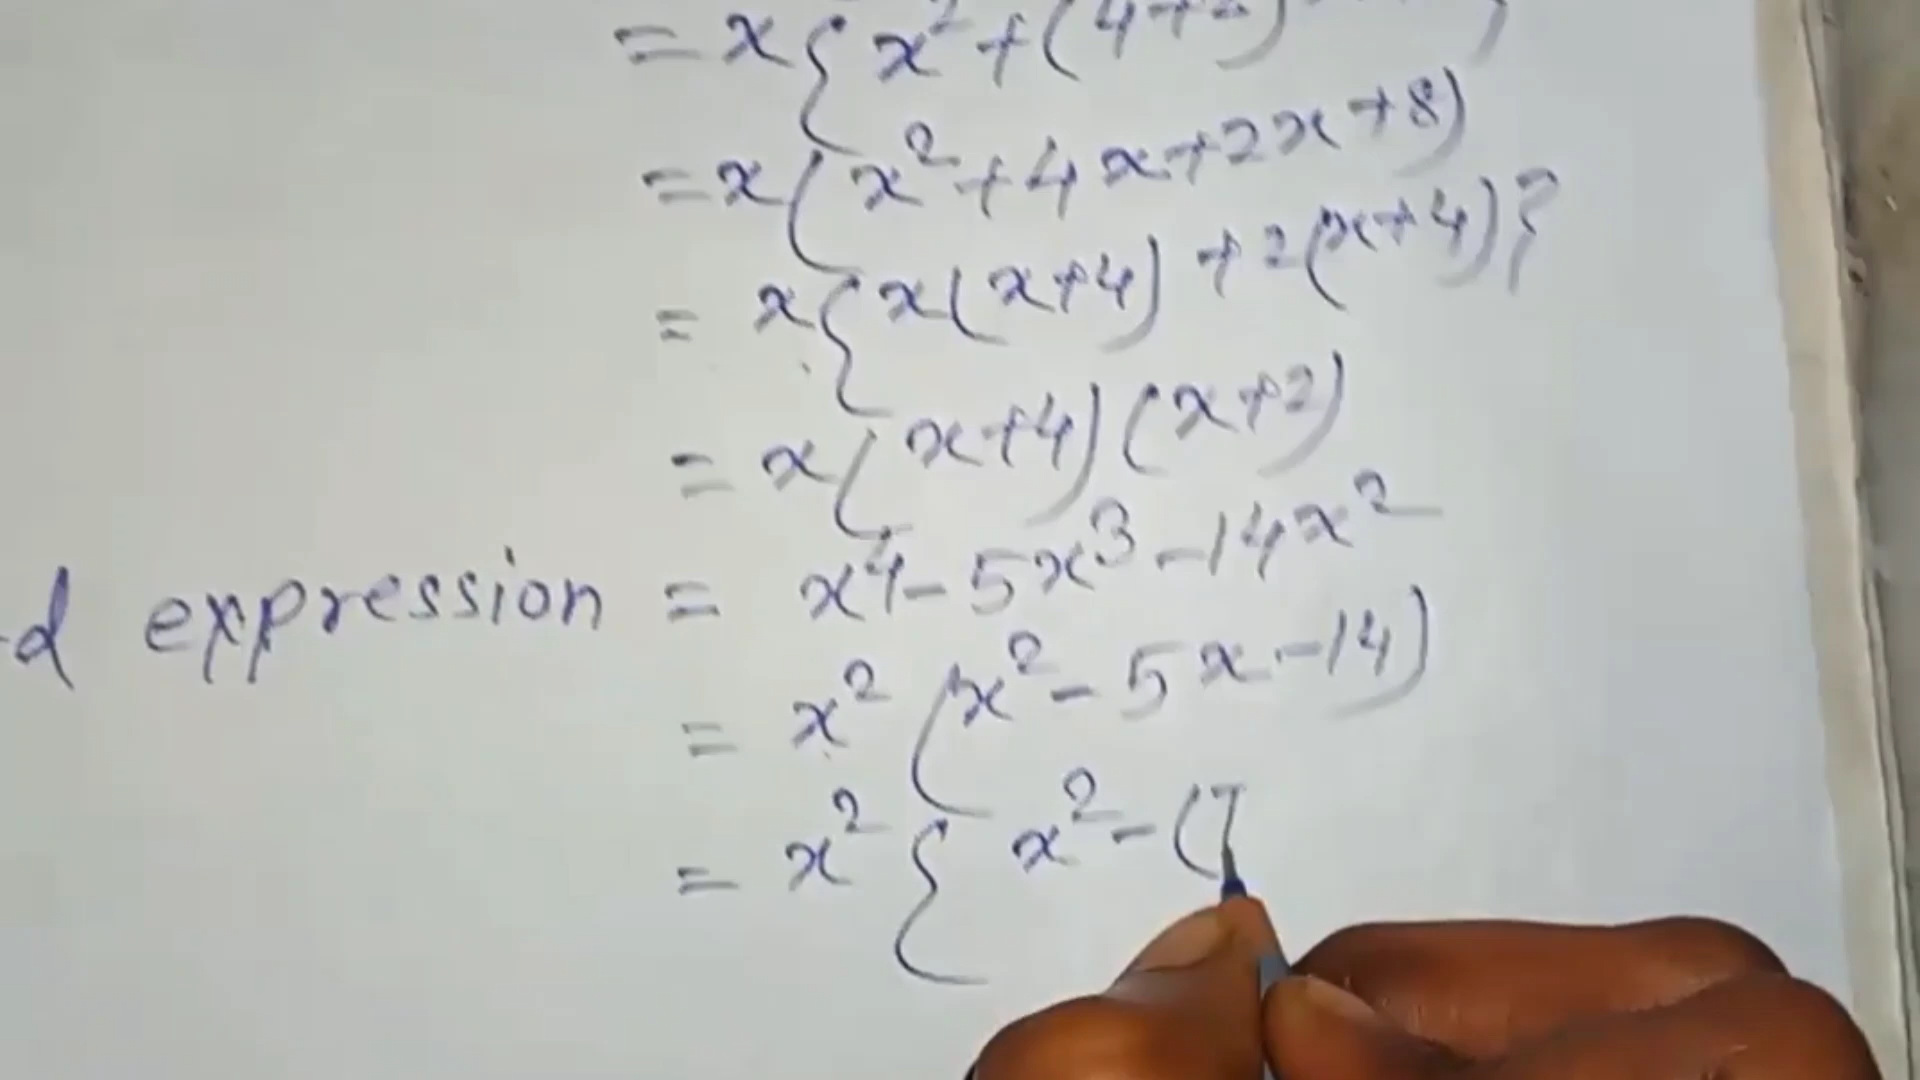 = x{x² + (4+2)
= x(x² + 4x + 2x + 8)
= x{x(x+4) + 2(x+4)}
= x(x+4)(x+2)
d expression = x⁴ - 5x³ - 14x²
= x² (x² - 5x - 14)
= x² { x² - (7